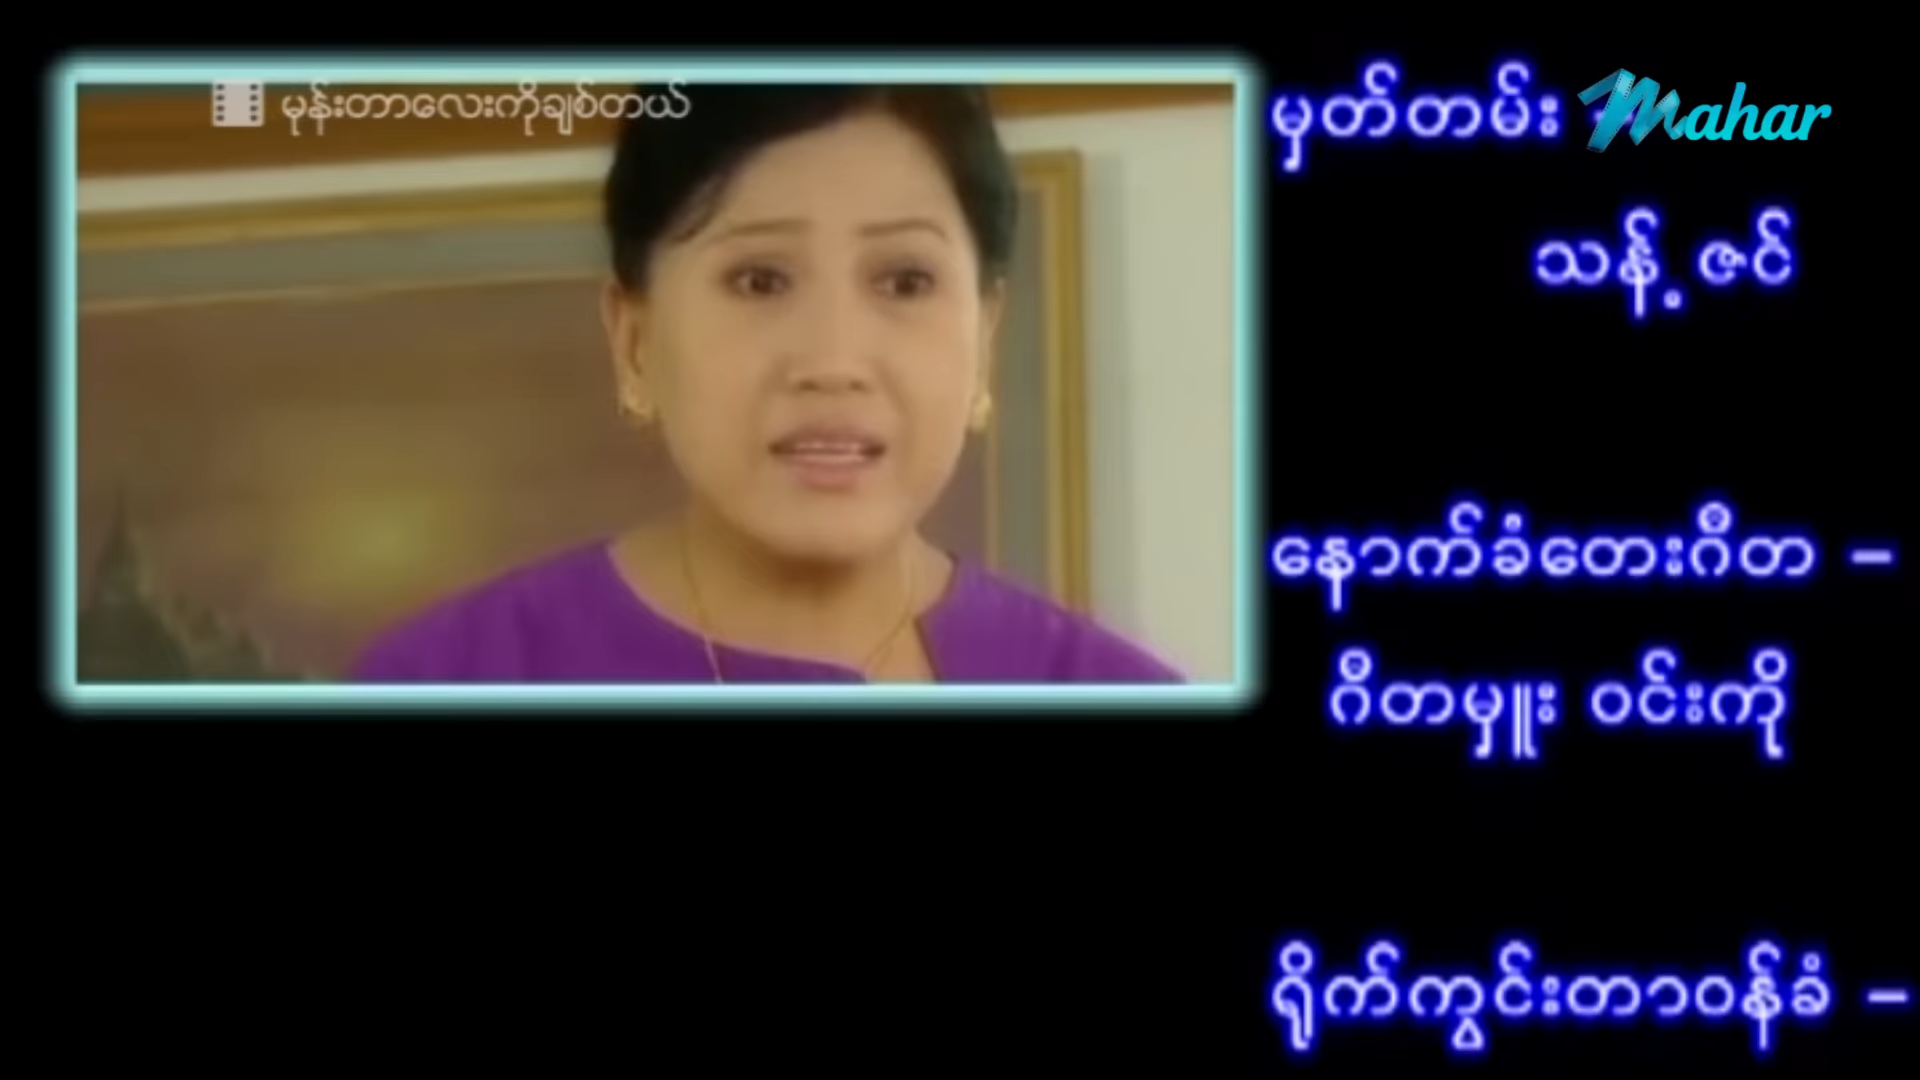 မုန်းတာလေးကိုချစ်တယ်
မှတ်တမ်း -
Mahar
သန့် ဇင်
နောက်ခံတေးဂီတ –
ဂီတမှူး ဝင်းကို
ရိုက်ကွင်းတာဝန်ခံ –